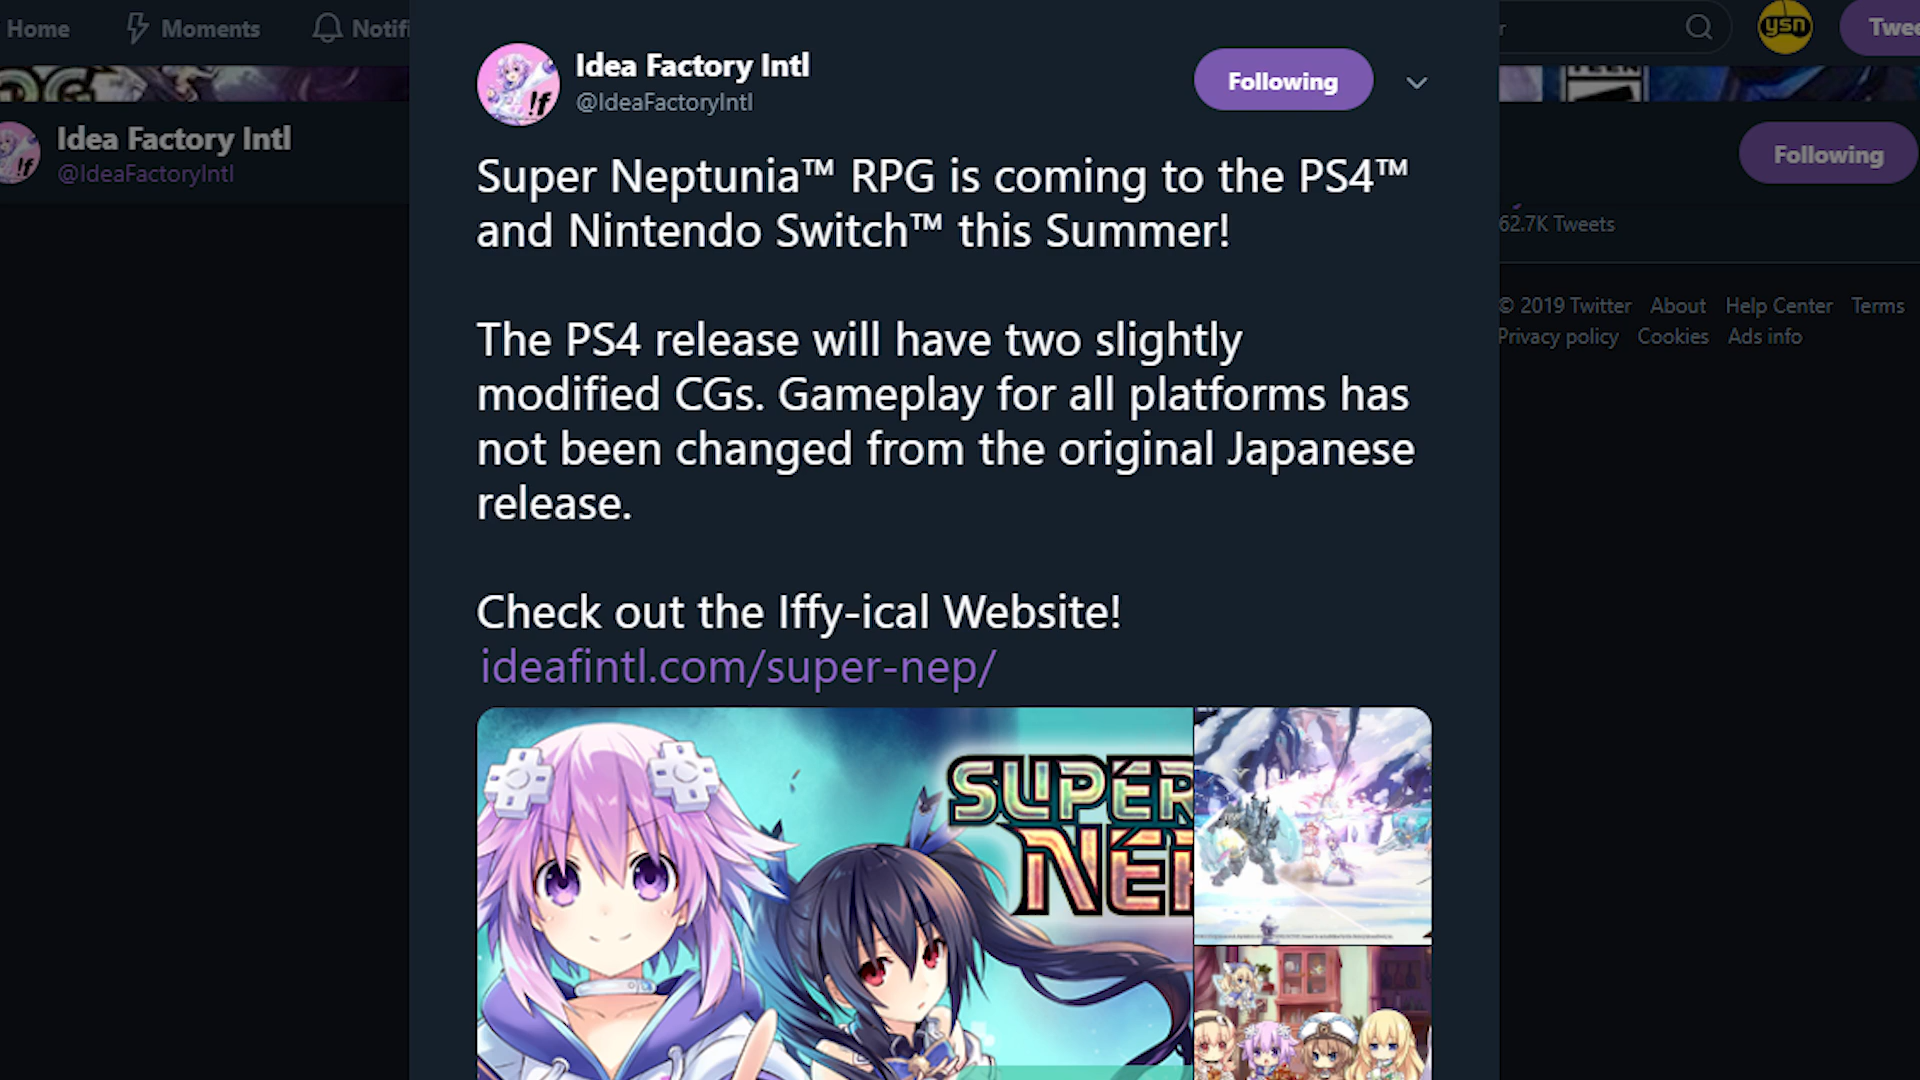 Home
Moments
Notifi
ysn
Twee
Idea Factory Intl
@IdeaFactoryIntl
Following
62.7K Tweets
© 2019 Twitter About Help Center Terms
Privacy policy Cookies Ads info
!f
Idea Factory Intl
@IdeaFactoryIntl
Following
Super Neptunia™ RPG is coming to the PS4™
and Nintendo Switch™ this Summer!
The PS4 release will have two slightly
modified CGs. Gameplay for all platforms has
not been changed from the original Japanese
release.
Check out the Iffy-ical Website!
ideafintl.com/super-nep/
SUPER
NEP